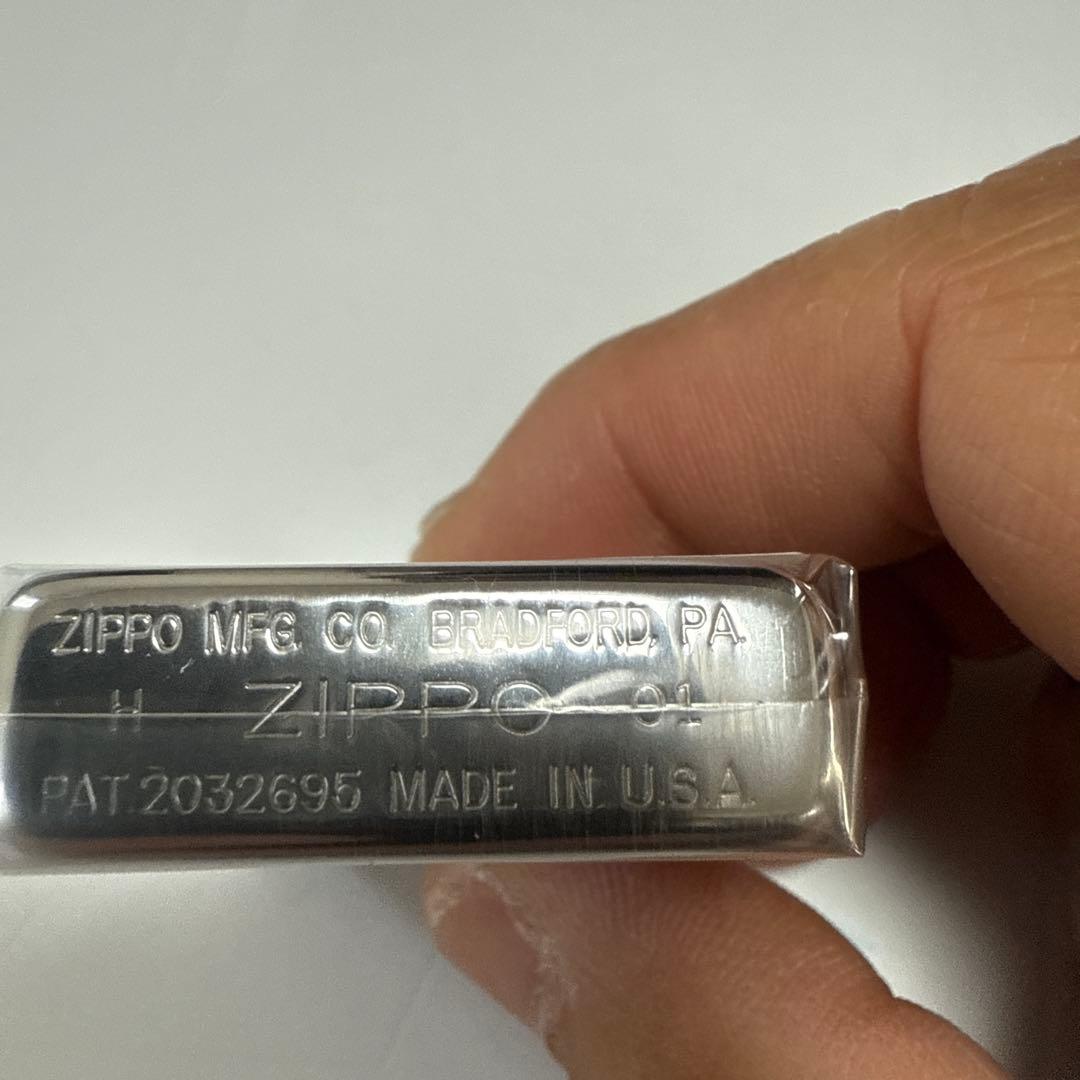 ZIPPO MFG. CO. BRADFORD, PA.
H ZIPPO 01
PAT. 2032695 MADE IN U.S.A.